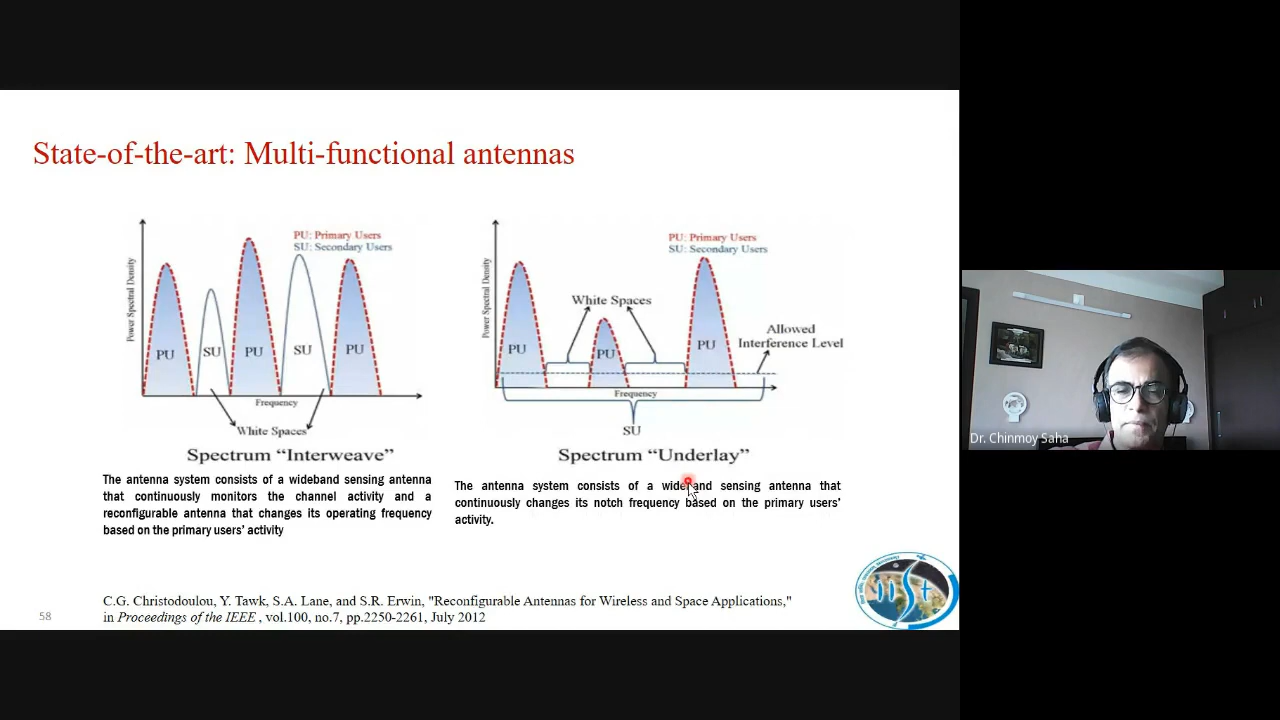 State-of-the-art: Multi-functional antennas
PU: Primary Users
SU: Secondary Users
Power Spectral Density
PU
SU
PU
SU
PU
Frequency
White Spaces
Spectrum “Interweave”
The antenna system consists of a wideband sensing antenna
that continuously monitors the channel activity and a
reconfigurable antenna that changes its operating frequency
based on the primary users’ activity
PU: Primary Users
SU: Secondary Users
Power Spectral Density
White Spaces
Allowed
Interference Level
PU
PU
PU
Frequency
SU
Spectrum “Underlay”
The antenna system consists of a wideband sensing antenna that
continuously changes its notch frequency based on the primary users’
activity.
C.G. Christodoulou, Y. Tawk, S.A. Lane, and S.R. Erwin, "Reconfigurable Antennas for Wireless and Space Applications,"
in Proceedings of the IEEE , vol.100, no.7, pp.2250-2261, July 2012
58
Dr. Chinmoy Saha